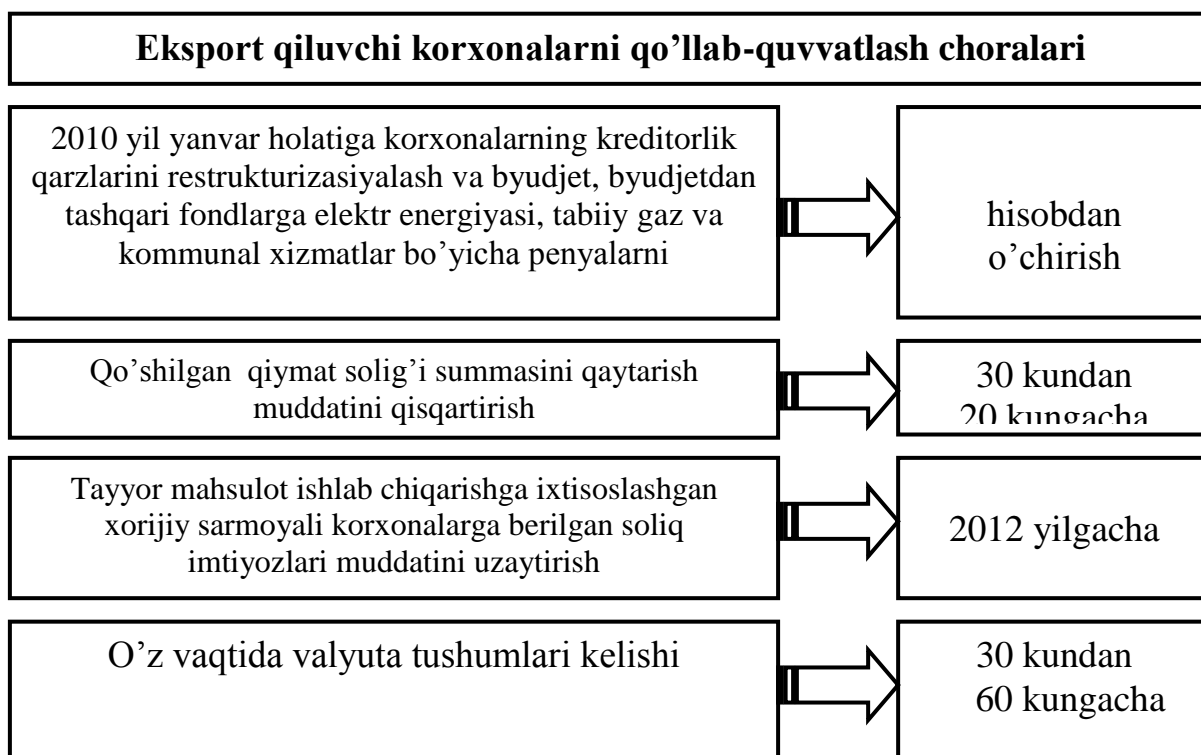 Eksport qiluvchi korxonalarni qo’llab-quvvatlash choralari
2010 yil yanvar holatiga korxonalarning kreditorlik
qarzlarini restrukturizasiyalash va byudjet, byudjetdan
tashqari fondlarga elektr energiyasi, tabiiy gaz va
kommunal xizmatlar bo’yicha penyalarni
hisobdan
o’chirish
Qo’shilgan qiymat solig’i summasini qaytarish
muddatini qisqartirish
30 kundan
20 kungacha
Tayyor mahsulot ishlab chiqarishga ixtisoslashgan
xorijiy sarmoyali korxonalarga berilgan soliq
imtiyozlari muddatini uzaytirish
2012 yilgacha
O’z vaqtida valyuta tushumlari kelishi
30 kundan
60 kungacha